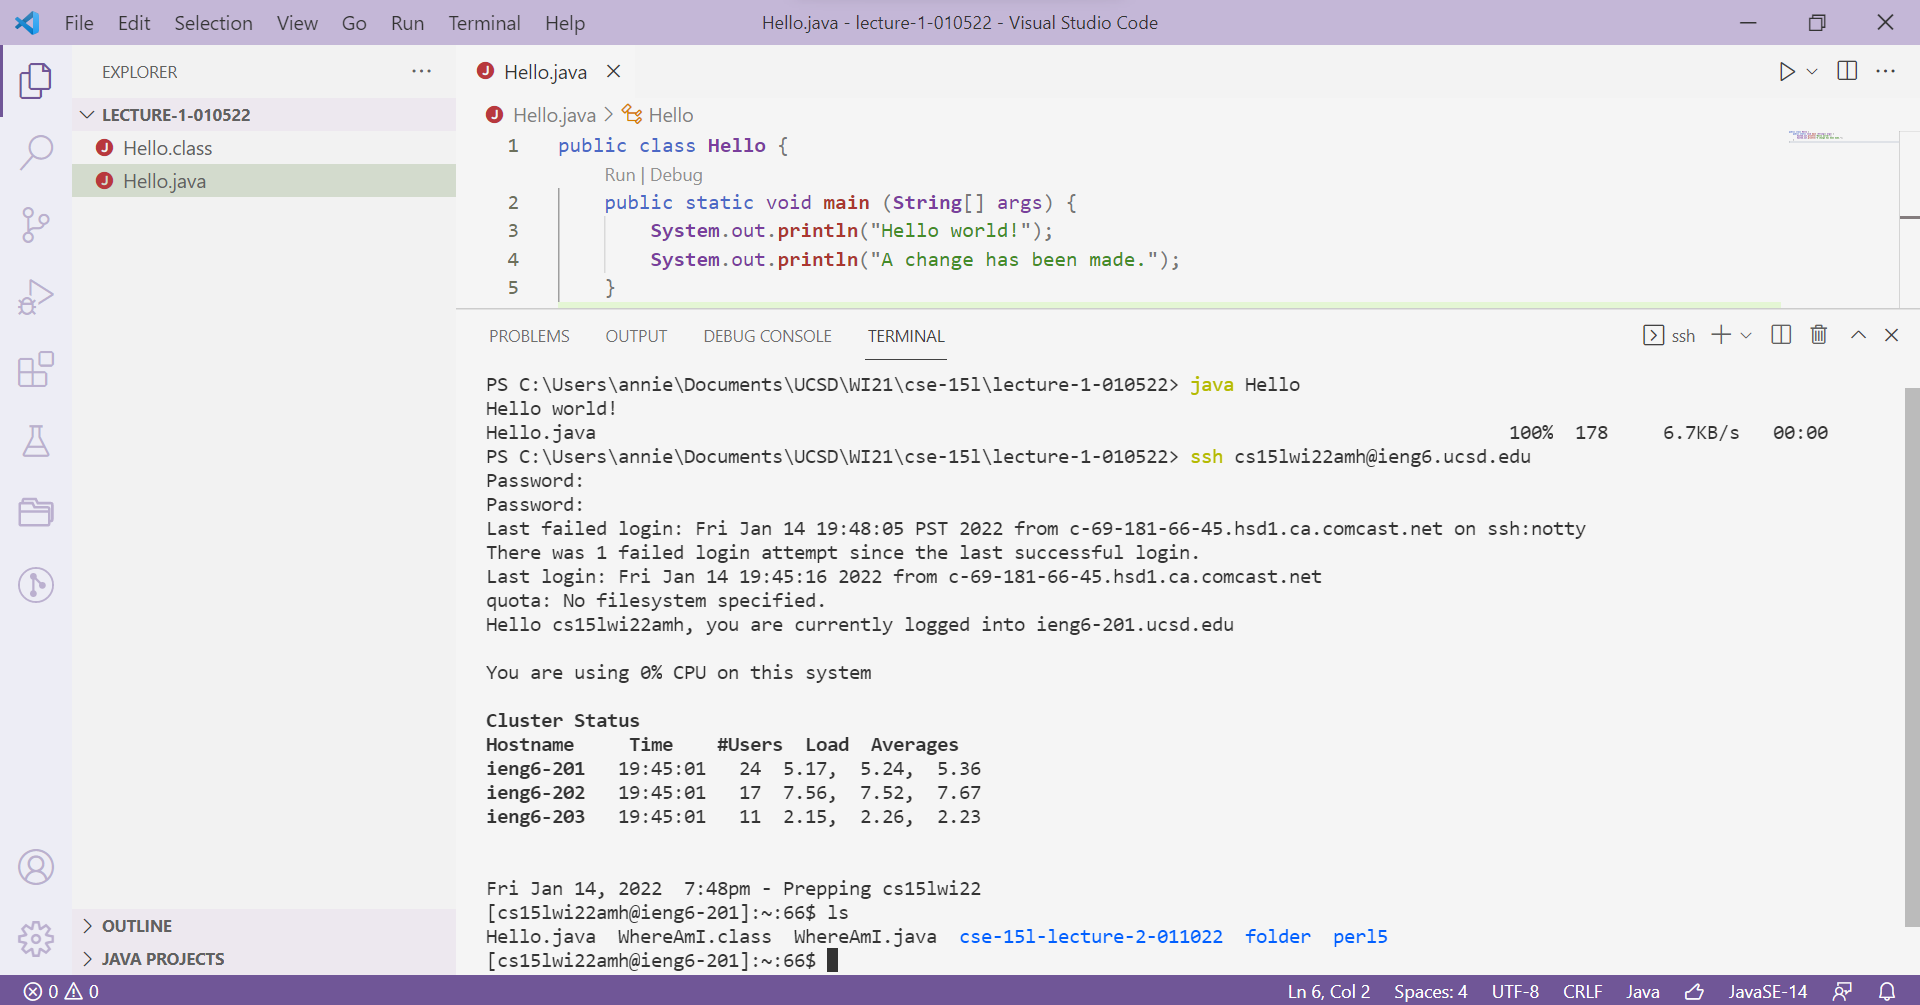 File Edit Selection View Go Run Terminal Help
Hello.java - lecture-1-010522 - Visual Studio Code
EXPLORER
LECTURE-1-010522
Hello.class
Hello.java
OUTLINE
JAVA PROJECTS
Hello.java
Hello.java > Hello
1 public class Hello {
Run | Debug
2 public static void main (String[] args) {
3 System.out.println("Hello world!");
4 System.out.println("A change has been made.");
5 }
PROBLEMS OUTPUT DEBUG CONSOLE TERMINAL
ssh
PS C:\Users\annie\Documents\UCSD\WI21\cse-15l\lecture-1-010522> java Hello
Hello world!
Hello.java 100% 178 6.7KB/s 00:00
PS C:\Users\annie\Documents\UCSD\WI21\cse-15l\lecture-1-010522> ssh cs15lwi22amh@ieng6.ucsd.edu
Password:
Password:
Last failed login: Fri Jan 14 19:48:05 PST 2022 from c-69-181-66-45.hsd1.ca.comcast.net on ssh:notty
There was 1 failed login attempt since the last successful login.
Last login: Fri Jan 14 19:45:16 2022 from c-69-181-66-45.hsd1.ca.comcast.net
quota: No filesystem specified.
Hello cs15lwi22amh, you are currently logged into ieng6-201.ucsd.edu
You are using 0% CPU on this system
Cluster Status
Hostname Time #Users Load Averages
ieng6-201 19:45:01 24 5.17, 5.24, 5.36
ieng6-202 19:45:01 17 7.56, 7.52, 7.67
ieng6-203 19:45:01 11 2.15, 2.26, 2.23
Fri Jan 14, 2022 7:48pm - Prepping cs15lwi22
[cs15lwi22amh@ieng6-201]:~:66$ ls
Hello.java WhereAmI.class WhereAmI.java cse-15l-lecture-2-011022 folder perl5
[cs15lwi22amh@ieng6-201]:~:66$
0 0
Ln 6, Col 2 Spaces: 4 UTF-8 CRLF Java JavaSE-14